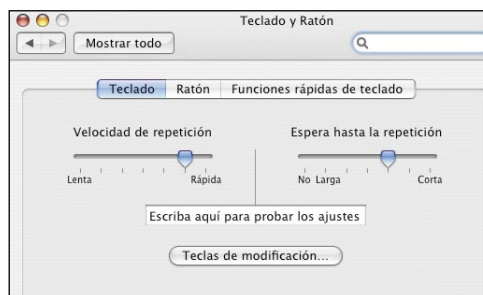 Teclado y Ratón
Mostrar todo
Teclado Ratón Funciones rápidas de teclado
Velocidad de repetición Espera hasta la repetición
Lenta Rápida No Larga Corta
Escriba aquí para probar los ajustes
Teclas de modificación...